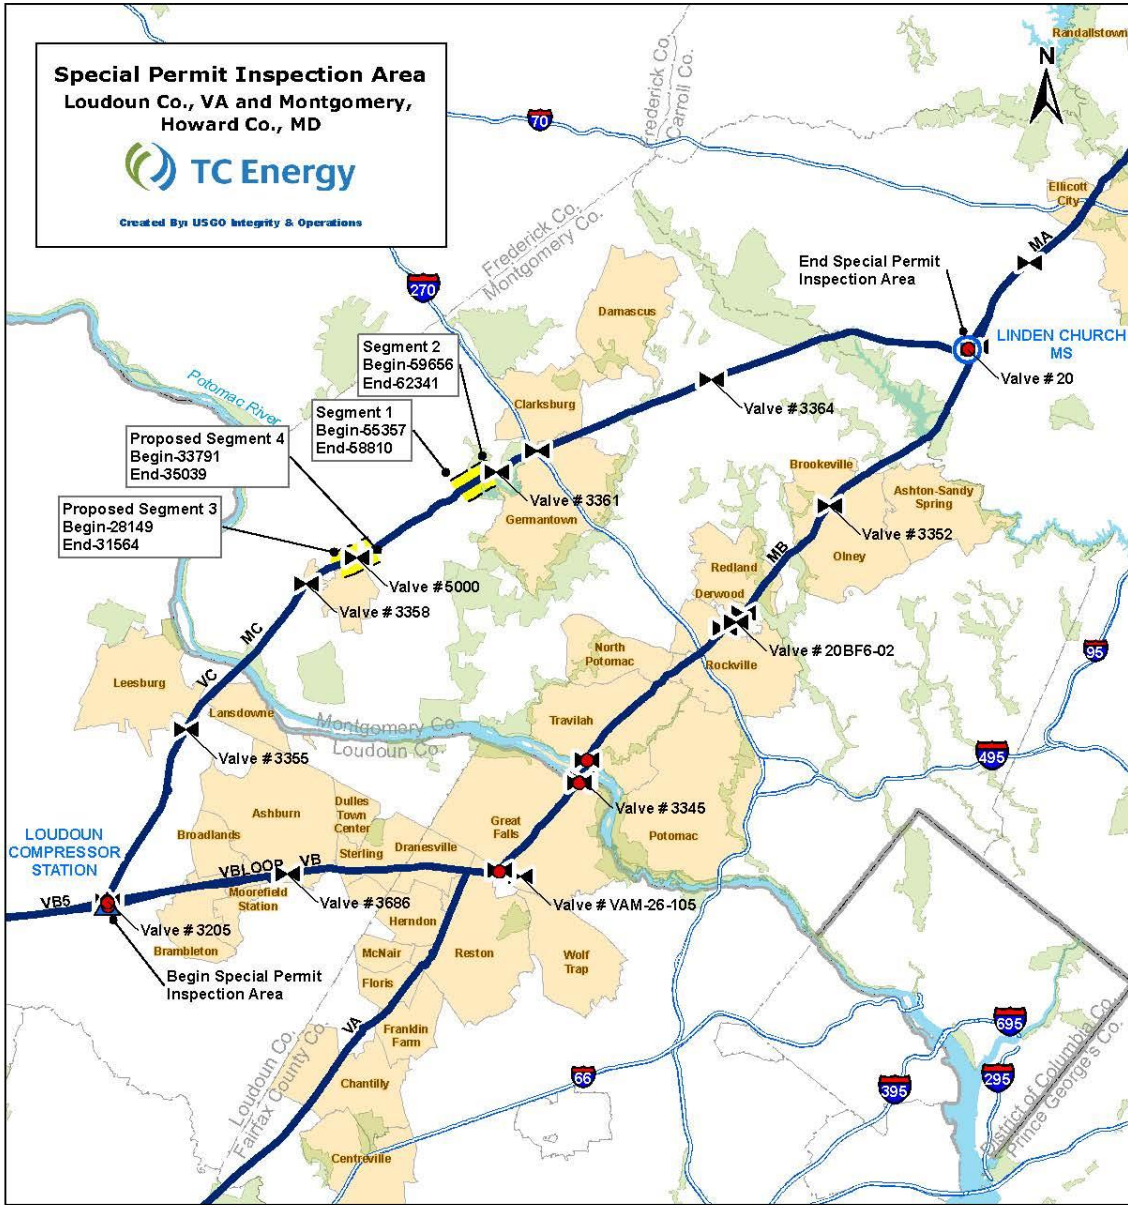 Special Permit Inspection Area
Loudoun Co., VA and Montgomery,
Howard Co., MD
TC Energy
Created By: USGO Integrity & Operations
Randallstown
N
Frederick Co.
Carroll Co.
70
Ellicott
City
MA
Frederick Co.
Montgomery Co.
End Special Permit
Inspection Area
270
Damascus
LINDEN CHURCH
MS
Valve # 20
Segment 2
Begin-59656
End-62341
Potomac River
Valve # 3364
Clarksburg
Segment 1
Begin-55357
End-58810
Proposed Segment 4
Begin-33791
End-35039
Brookeville
Ashton-Sandy
Spring
Valve # 3361
Proposed Segment 3
Begin-28149
End-31564
Germantown
Valve # 3352
Olney
MB
Redland
Valve # 5000
Derwood
Valve # 3358
MC
Valve # 20BF6-02
North
Potomac
Rockville
95
Leesburg
VC
Lansdowne
Travilah
Montgomery Co.
Loudoun Co.
Valve # 3355
495
Ashburn
Dulles
Town
Center
Valve # 3345
LOUDOUN
COMPRESSOR
STATION
Broadlands
Great
Falls
Potomac
Sterling
Dranesville
VBLOOP
VB
VB5
Moorefield
Station
Valve # 3686
Valve # VAM-26-105
Herndon
Valve # 3205
Brambleton
McNair
Reston
Wolf
Trap
Begin Special Permit
Inspection Area
Floris
VA
Franklin
Farm
Loudoun Co.
Fairfax County Co.
695
66
395
295
Chantilly
District of Columbia Co.
Prince George's Co.
Centreville